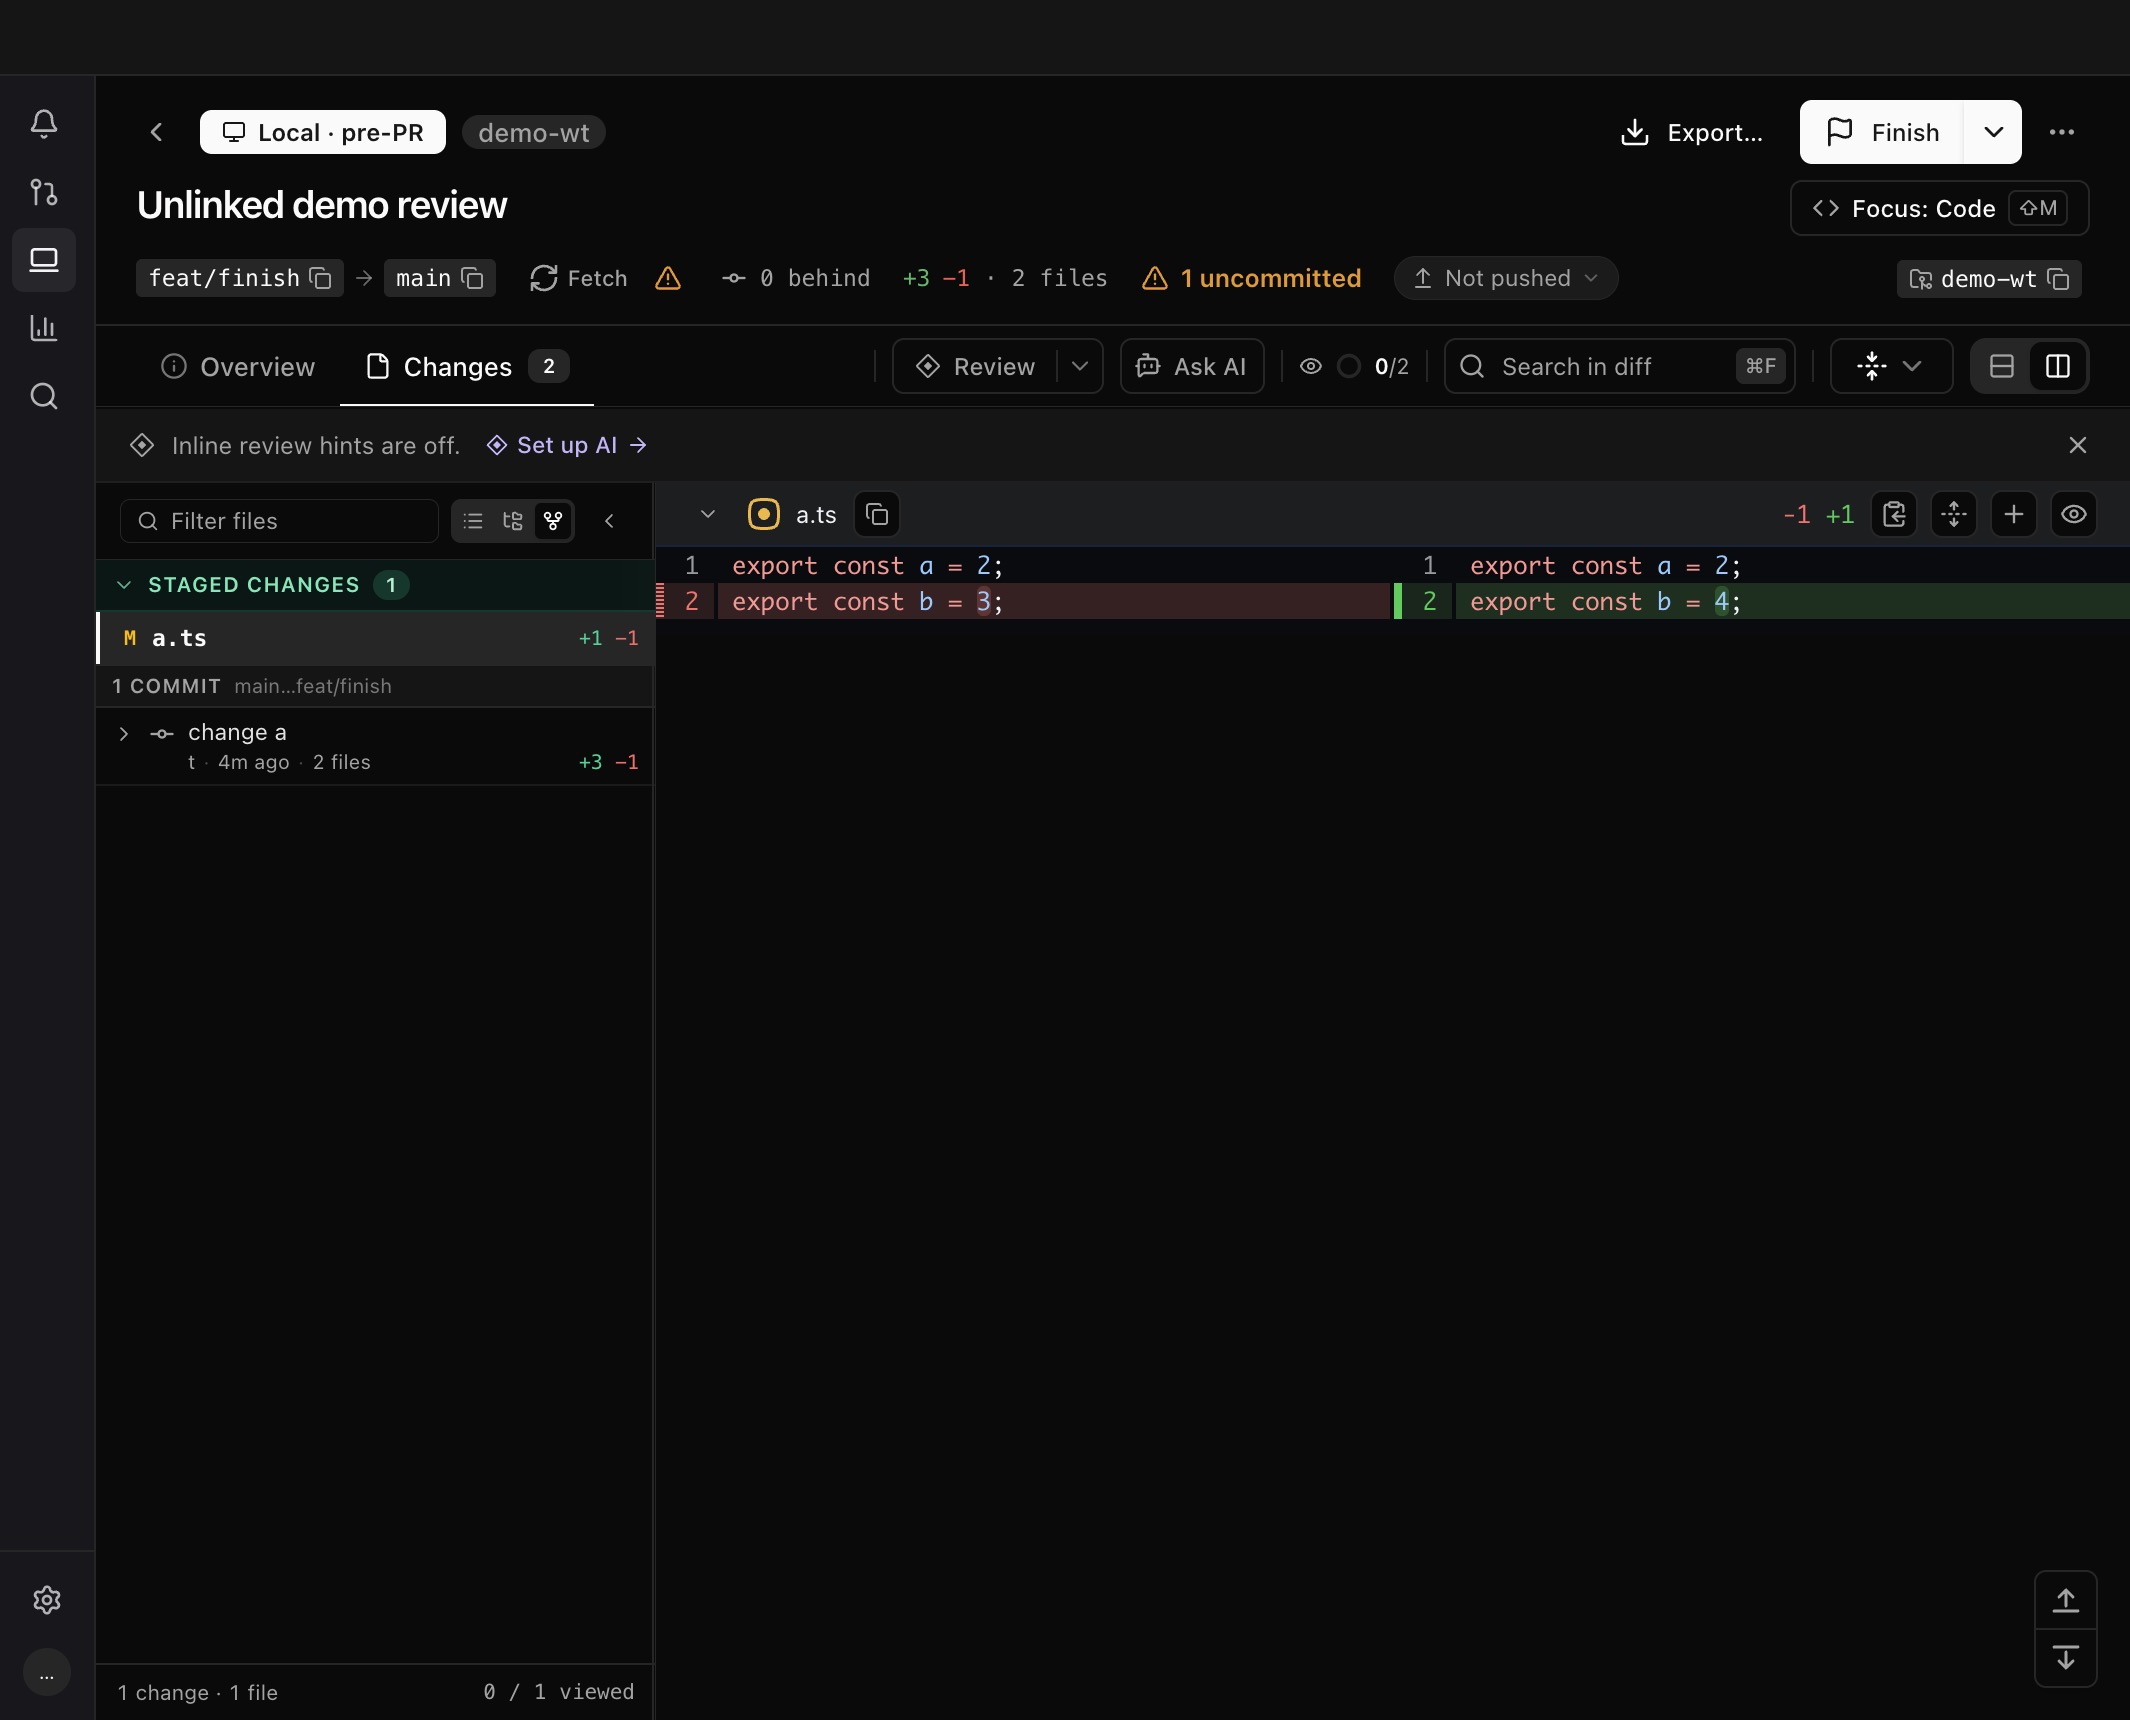 Local · pre-PR demo-wt Export... Finish
Unlinked demo review Focus: Code ⇧M
feat/finish → main Fetch 0 behind +3 −1 · 2 files 1 uncommitted Not pushed demo-wt
Overview Changes 2 Review Ask AI 0/2 Search in diff ⌘F
Inline review hints are off. Set up AI →
Filter files
a.ts -1 +1
STAGED CHANGES 1
M a.ts +1 −1
1 COMMIT main...feat/finish
change a
t · 4m ago · 2 files +3 −1
1 export const a = 2; 1 export const a = 2;
2 export const b = 3; 2 export const b = 4;
...
1 change · 1 file 0 / 1 viewed